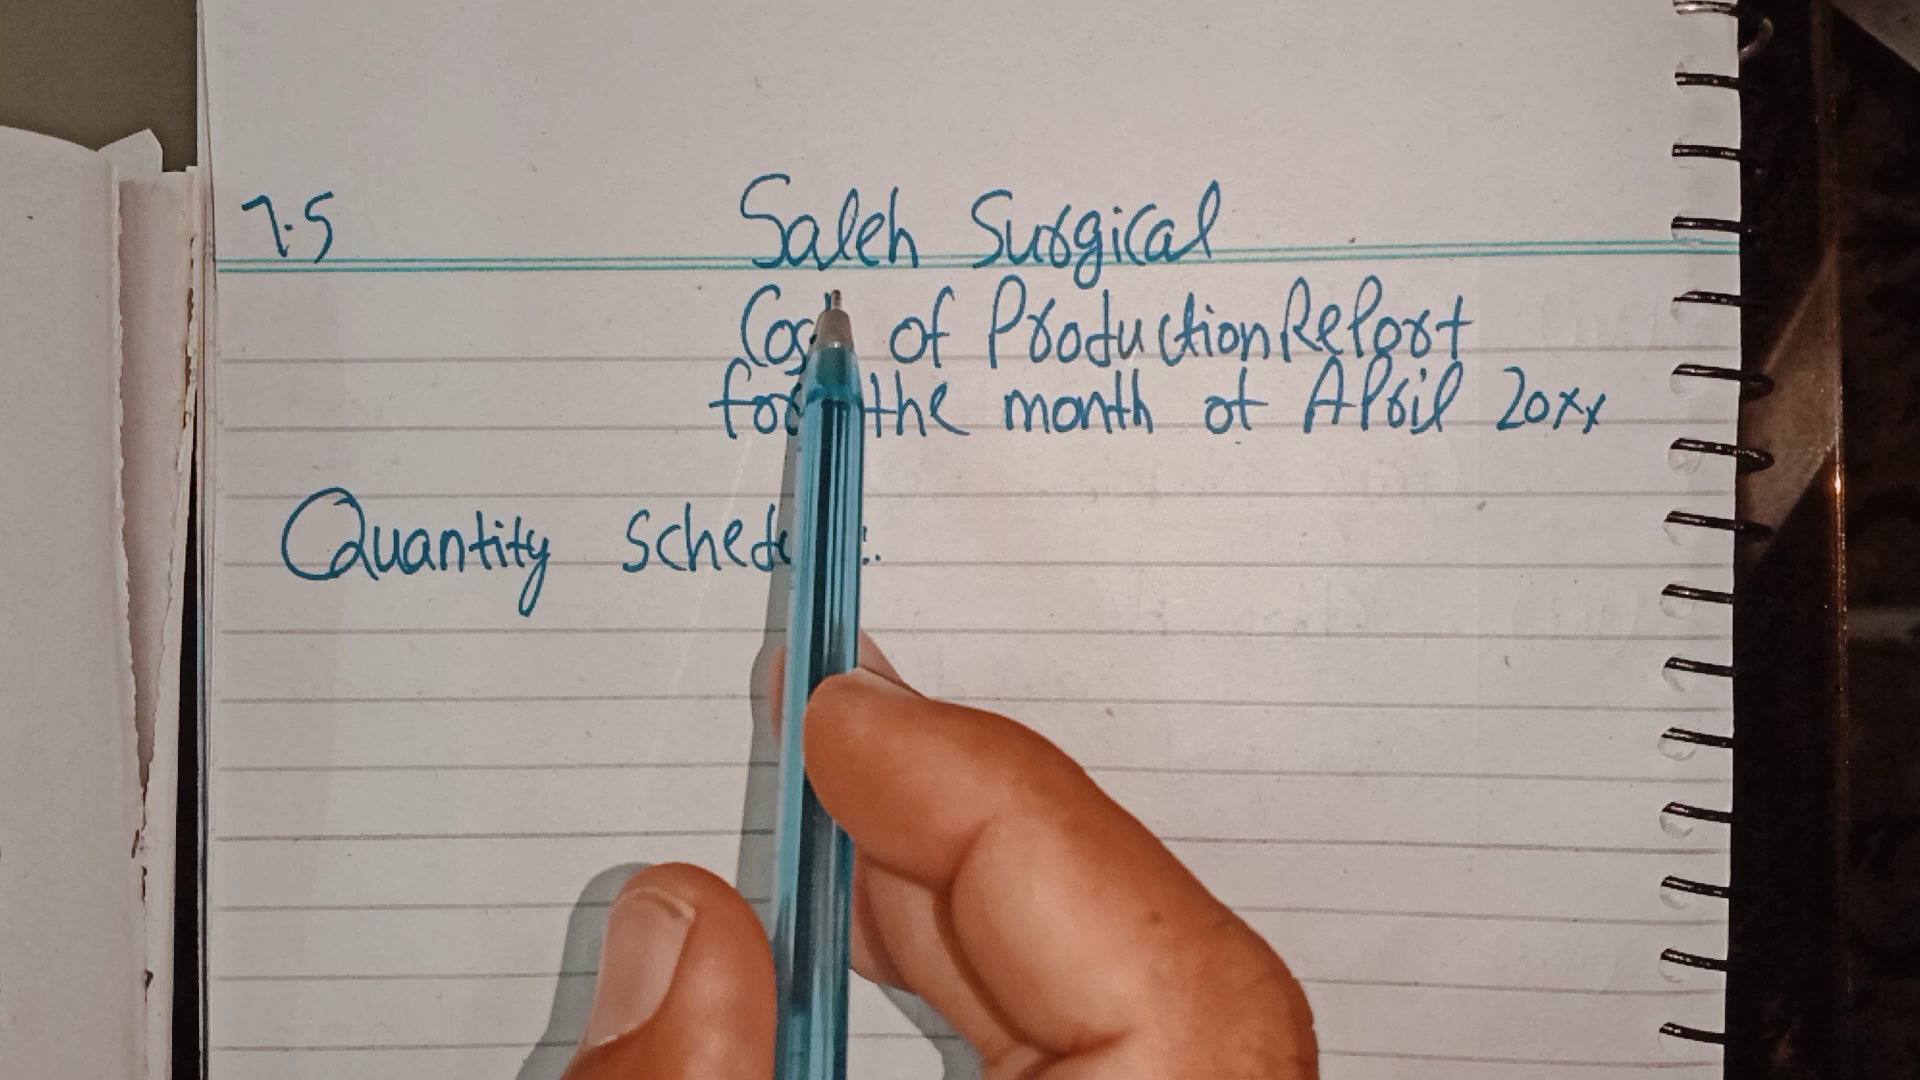 7.5 Saleh Surgical
Cost of Production Report
for the month of April 20xx
Quantity